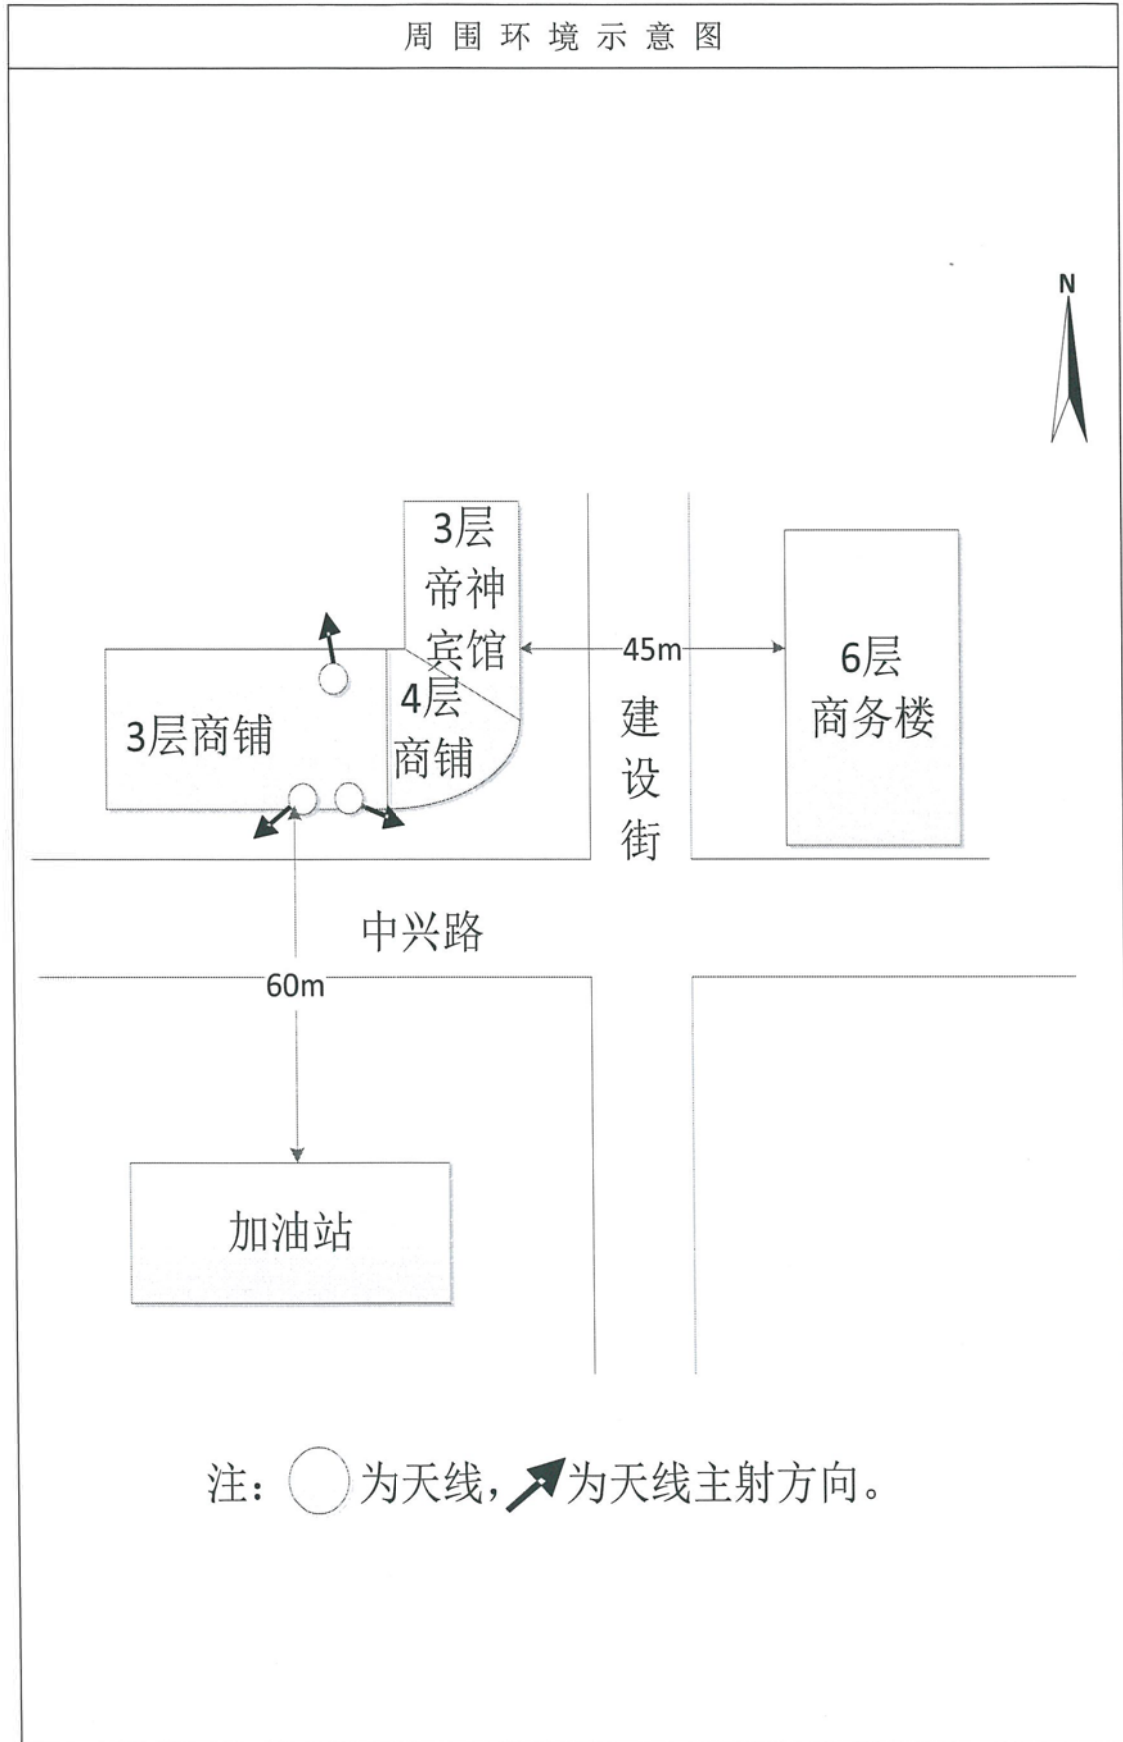 周围环境示意图
N
3层
帝神
宾馆
45m
6层
商务楼
4层
商铺
3层商铺
建
设
街
中兴路
60m
加油站
注：○为天线，为天线主射方向。